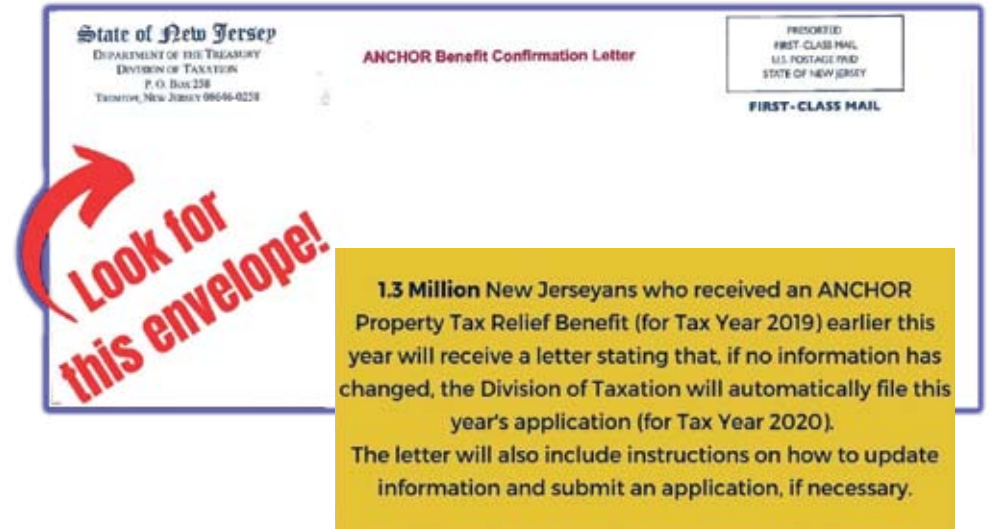 State of New Jersey
DEPARTMENT OF THE TREASURY
DIVISION OF TAXATION
P. O. BOX 258
TRENTON, NEW JERSEY 08646-0258
ANCHOR Benefit Confirmation Letter
PRESORTED
FIRST-CLASS MAIL
U.S. POSTAGE PAID
STATE OF NEW JERSEY
FIRST-CLASS MAIL
Look for
this envelope!
1.3 Million New Jerseyans who received an ANCHOR
Property Tax Relief Benefit (for Tax Year 2019) earlier this
year will receive a letter stating that, if no information has
changed, the Division of Taxation will automatically file this
year's application (for Tax Year 2020).
The letter will also include instructions on how to update
information and submit an application, if necessary.